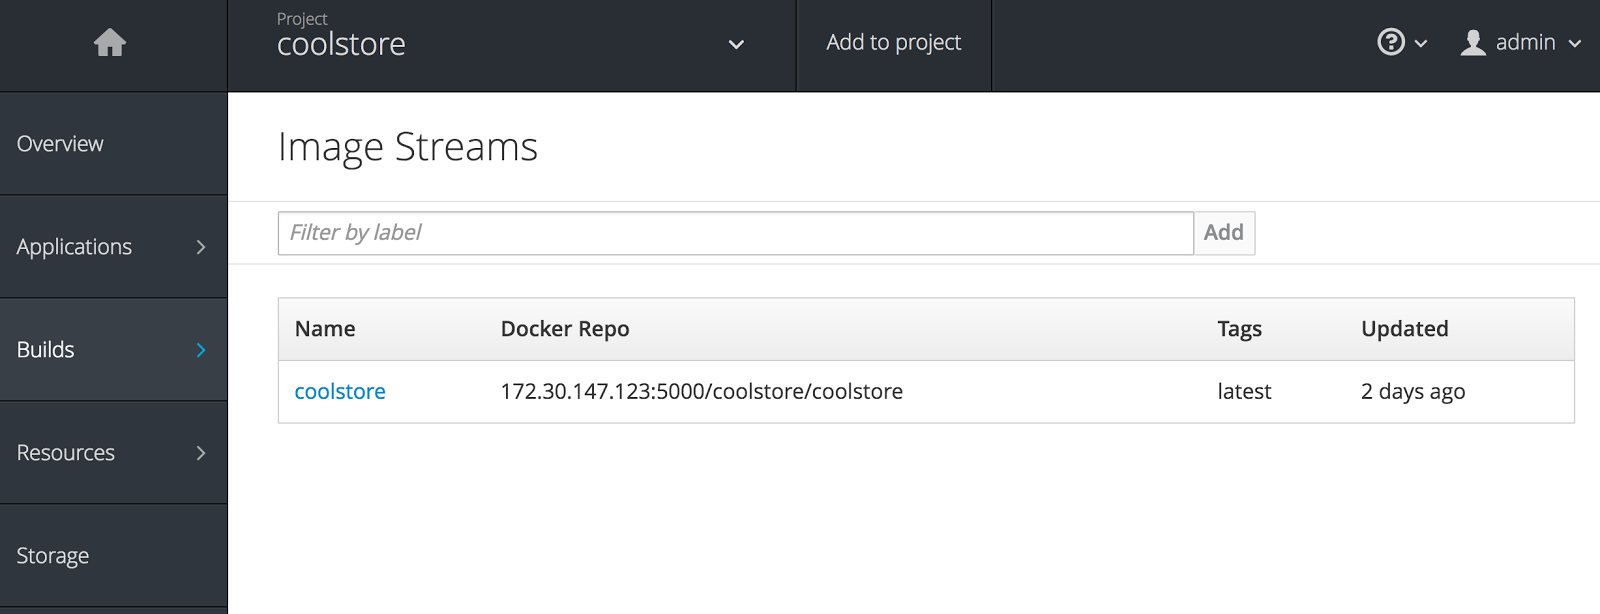 Project
coolstore
Add to project
admin
Overview
Applications
Builds
Resources
Storage
Image Streams
Filter by label
Add
Name Docker Repo Tags Updated
coolstore 172.30.147.123:5000/coolstore/coolstore latest 2 days ago